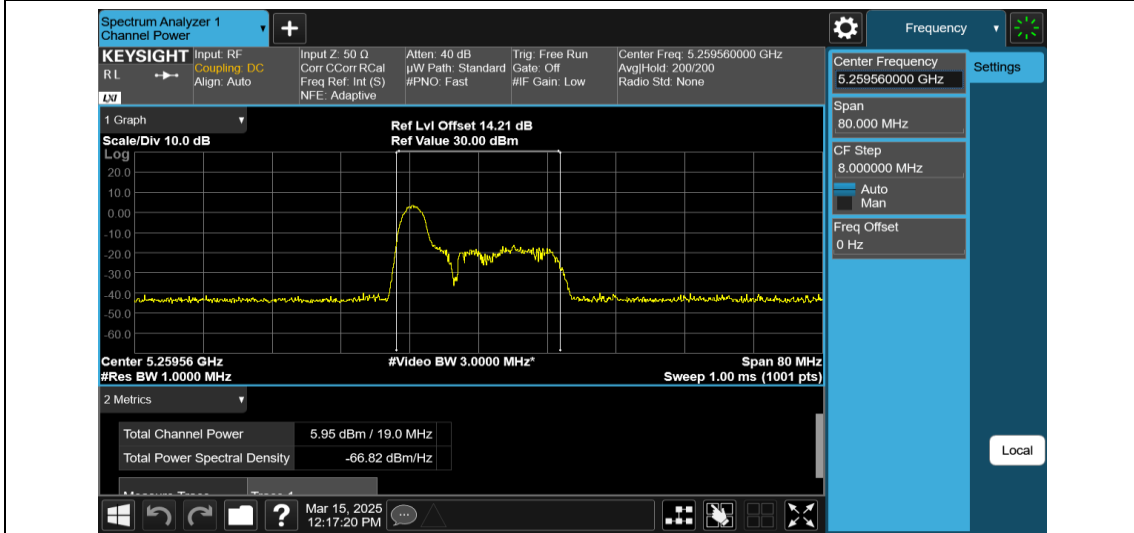 Spectrum Analyzer 1
Channel Power
Frequency
KEYSIGHT
R L
LXI
Input: RF
Coupling: DC
Align: Auto
Input Z: 50 Ω
Corr CCorr RCal
Freq Ref: Int (S)
NFE: Adaptive
Atten: 40 dB
µW Path: Standard
#PNO: Fast
Trig: Free Run
Gate: Off
#IF Gain: Low
Center Freq: 5.259560000 GHz
Avg|Hold: 200/200
Radio Std: None
Center Frequency
5.259560000 GHz
Settings
Span
80.000 MHz
CF Step
8.000000 MHz
Auto
Man
Freq Offset
0 Hz
Local
1 Graph
Scale/Div 10.0 dB
Ref Lvl Offset 14.21 dB
Ref Value 30.00 dBm
Log
20.0
10.0
0.00
-10.0
-20.0
-30.0
-40.0
-50.0
-60.0
Center 5.25956 GHz
#Video BW 3.0000 MHz*
Span 80 MHz
#Res BW 1.0000 MHz
Sweep 1.00 ms (1001 pts)
2 Metrics
Total Channel Power 5.95 dBm / 19.0 MHz
Total Power Spectral Density -66.82 dBm/Hz
Mar 15, 2025
12:17:20 PM